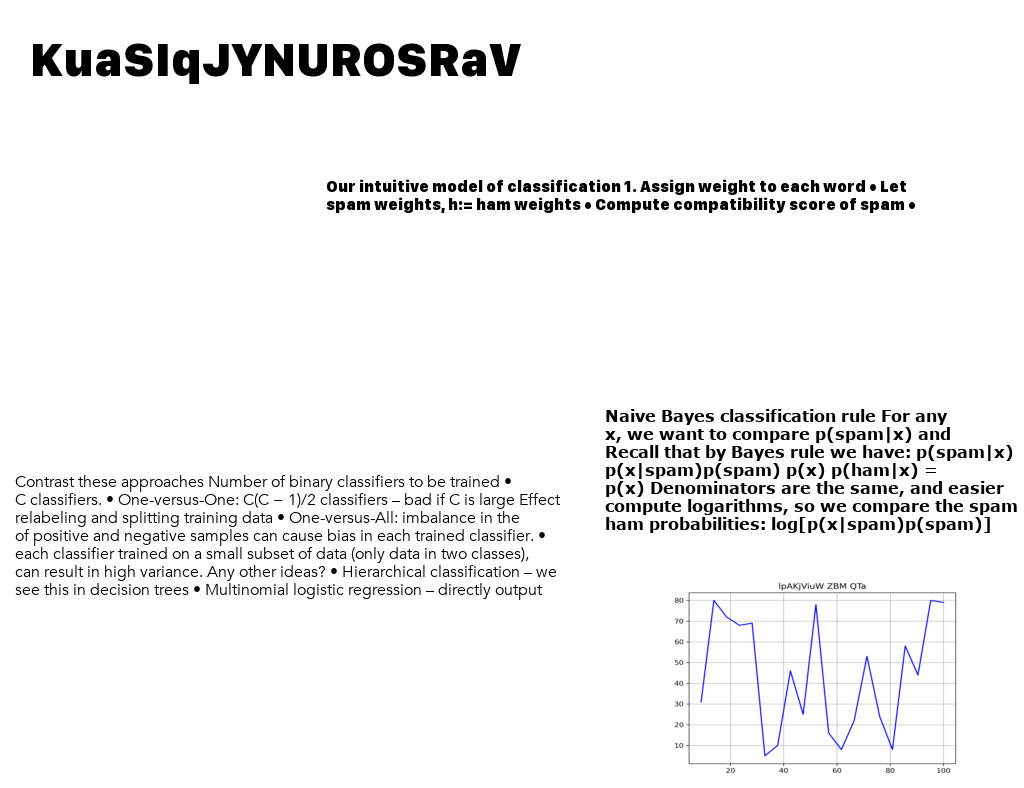 KuaSIqJYNUROSRaV
Our intuitive model of classification 1. Assign weight to each word • Let
spam weights, h:= ham weights • Compute compatibility score of spam •
Naive Bayes classification rule For any
x, we want to compare p(spam|x) and
Recall that by Bayes rule we have: p(spam|x)
p(x|spam)p(spam) p(x) p(ham|x) =
p(x) Denominators are the same, and easier
compute logarithms, so we compare the spam
ham probabilities: log[p(x|spam)p(spam)]
Contrast these approaches Number of binary classifiers to be trained •
C classifiers. • One-versus-One: C(C − 1)/2 classifiers – bad if C is large Effect
relabeling and splitting training data • One-versus-All: imbalance in the
of positive and negative samples can cause bias in each trained classifier. •
each classifier trained on a small subset of data (only data in two classes),
can result in high variance. Any other ideas? • Hierarchical classification – we
see this in decision trees • Multinomial logistic regression – directly output
lpAKjViuW ZBM QTa
80
70
60
50
40
30
20
10
20 40 60 80 100